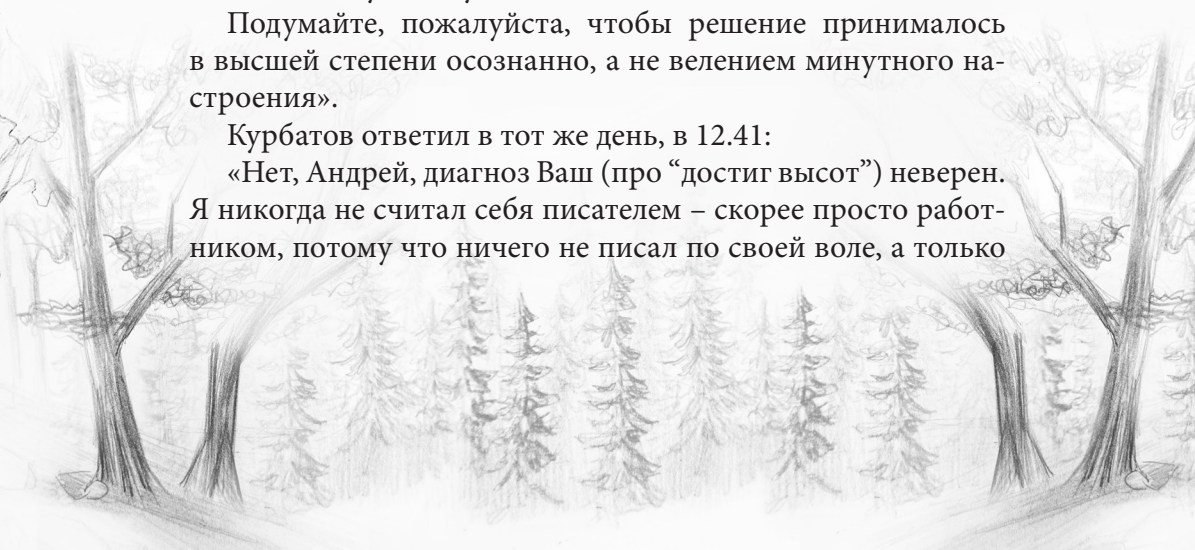 Подумайте, пожалуйста, чтобы решение принималось
в высшей степени осознанно, а не велением минутного на-
строения».
Курбатов ответил в тот же день, в 12.41:
«Нет, Андрей, диагноз Ваш (про “достиг высот”) неверен.
Я никогда не считал себя писателем – скорее просто работ-
ником, потому что ничего не писал по своей воле, а только